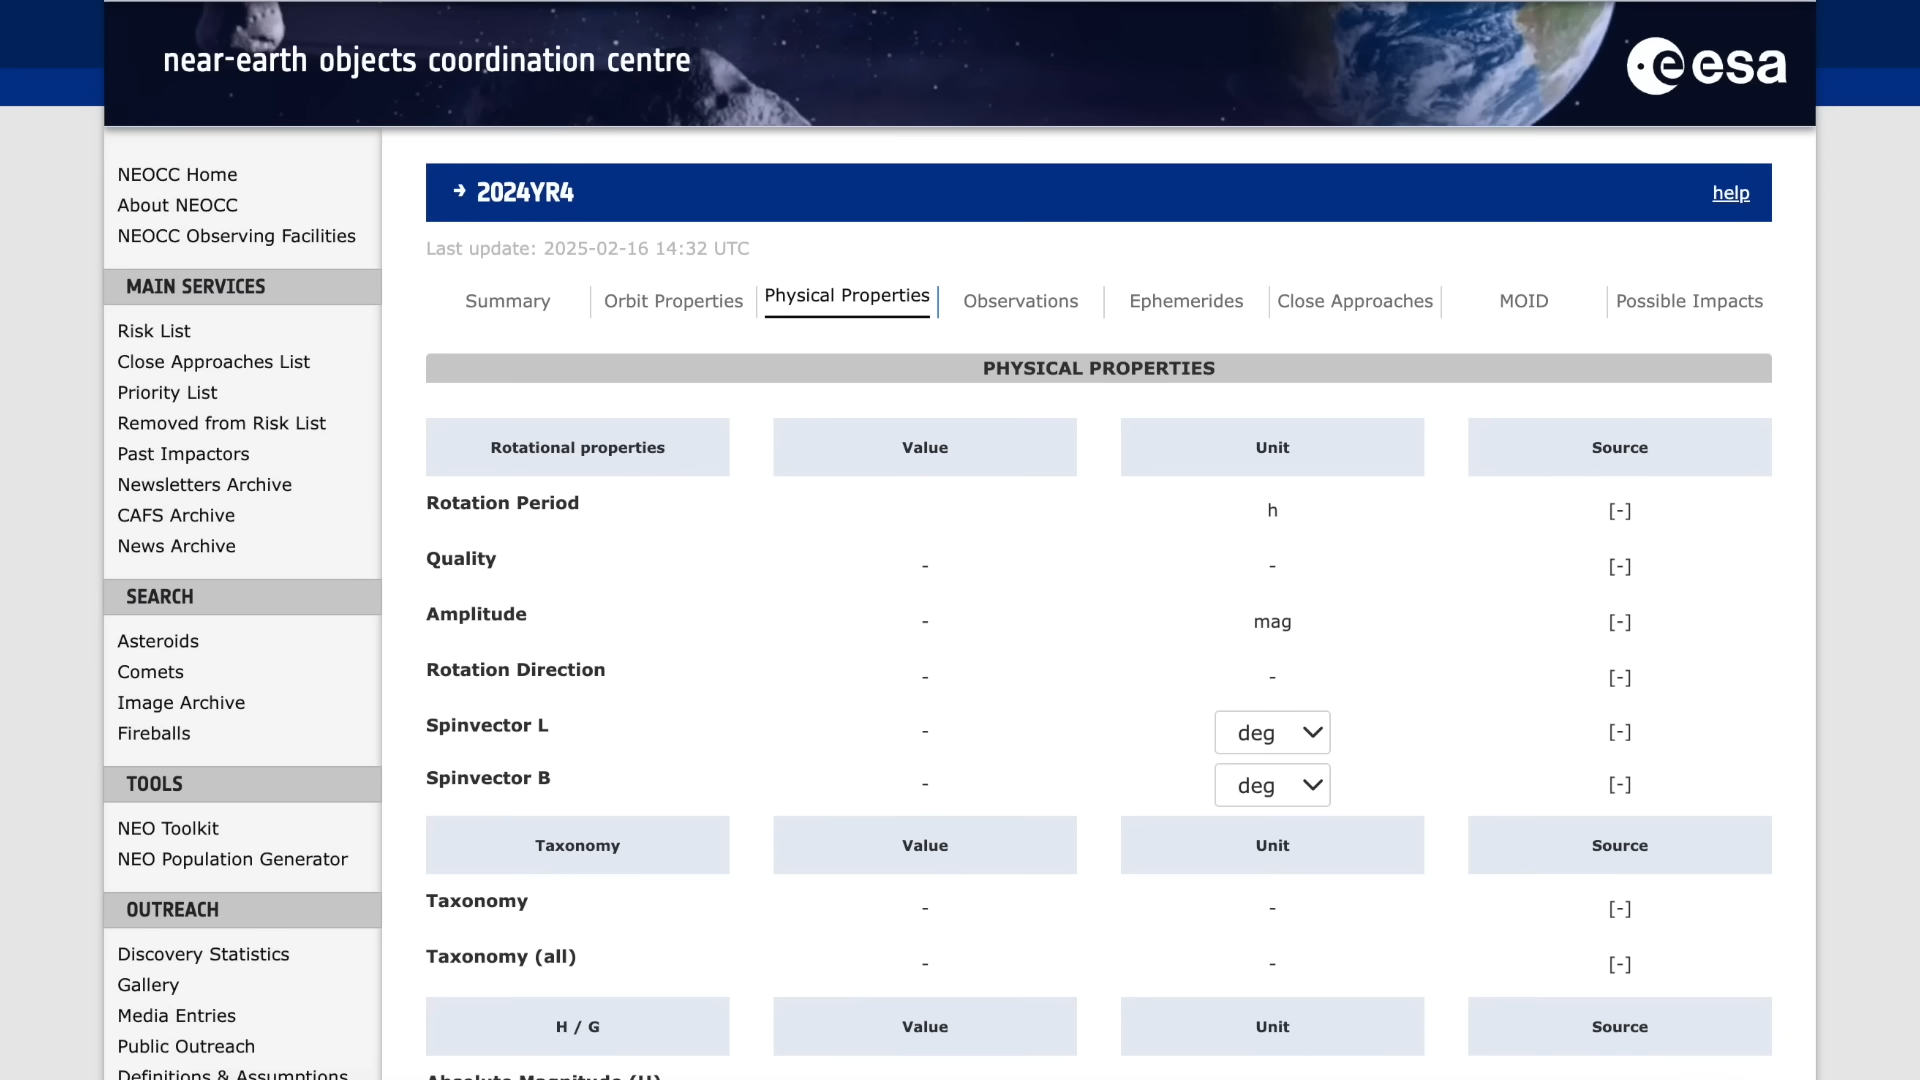 near-earth objects coordination centre
esa
NEOCC Home
About NEOCC
NEOCC Observing Facilities
MAIN SERVICES
Risk List
Close Approaches List
Priority List
Removed from Risk List
Past Impactors
Newsletters Archive
CAFS Archive
News Archive
SEARCH
Asteroids
Comets
Image Archive
Fireballs
TOOLS
NEO Toolkit
NEO Population Generator
OUTREACH
Discovery Statistics
Gallery
Media Entries
Public Outreach
Definitions & Assumptions
→ 2024YR4 help
Last update: 2025-02-16 14:32 UTC
Summary Orbit Properties Physical Properties Observations Ephemerides Close Approaches MOID Possible Impacts
PHYSICAL PROPERTIES
Rotational properties Value Unit Source
Rotation Period h [-]
Quality - - [-]
Amplitude - mag [-]
Rotation Direction - - [-]
Spinvector L - deg [-]
Spinvector B - deg [-]
Taxonomy Value Unit Source
Taxonomy - - [-]
Taxonomy (all) - - [-]
H / G Value Unit Source
Absolute Magnitude (H)